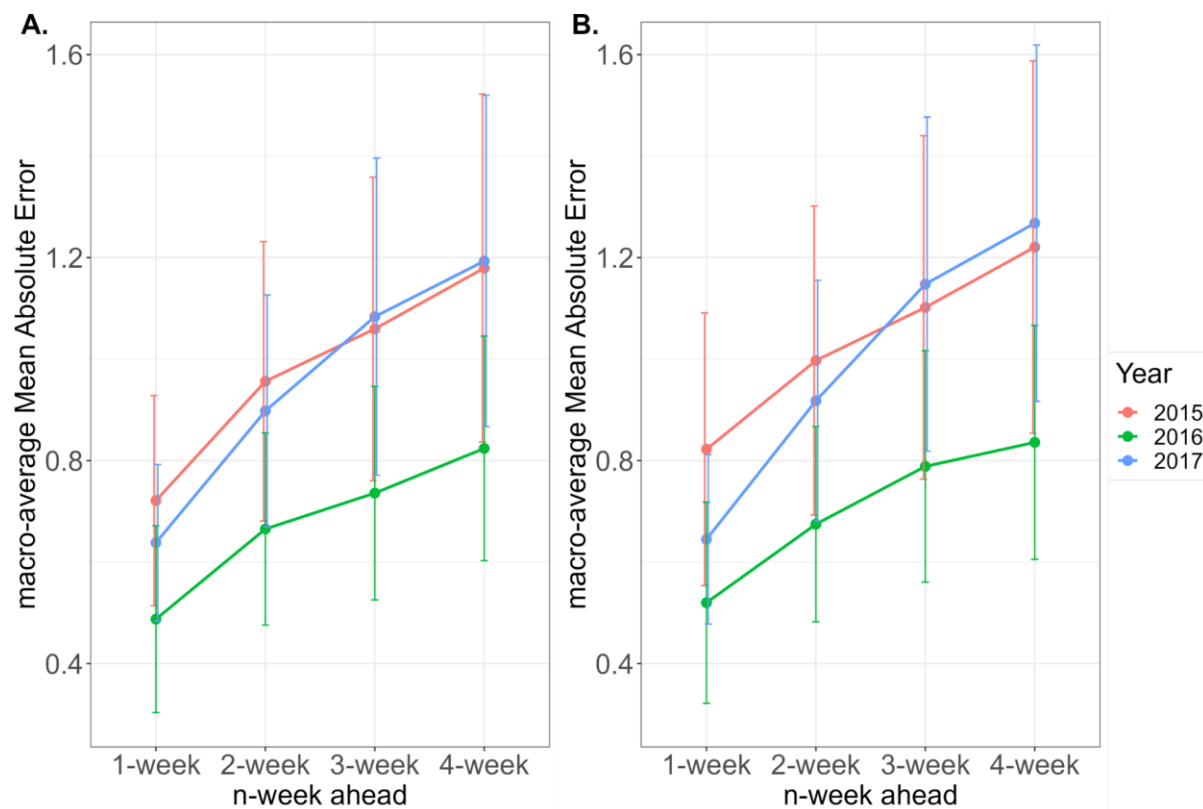 A.
macro-average Mean Absolute Error
1.6
1.2
0.8
0.4
1-week 2-week 3-week 4-week
n-week ahead
B.
macro-average Mean Absolute Error
1.6
1.2
0.8
0.4
1-week 2-week 3-week 4-week
n-week ahead
Year
2015
2016
2017